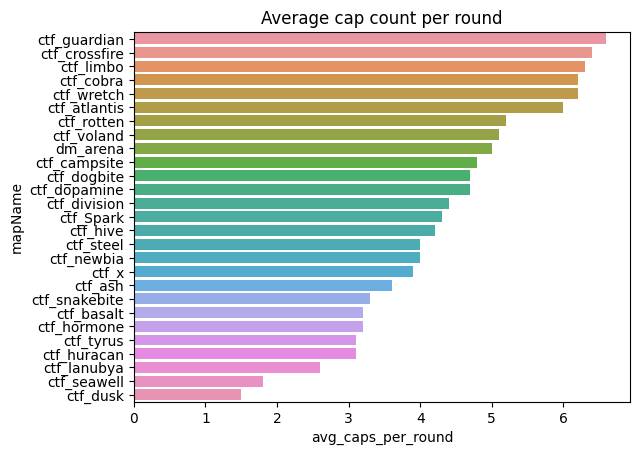 Average cap count per round
mapName
ctf_guardian
ctf_crossfire
ctf_limbo
ctf_cobra
ctf_wretch
ctf_atlantis
ctf_rotten
ctf_voland
dm_arena
ctf_campsite
ctf_dogbite
ctf_dopamine
ctf_division
ctf_Spark
ctf_hive
ctf_steel
ctf_newbia
ctf_x
ctf_ash
ctf_snakebite
ctf_basalt
ctf_hormone
ctf_tyrus
ctf_huracan
ctf_lanubya
ctf_seawell
ctf_dusk
0 1 2 3 4 5 6
avg_caps_per_round